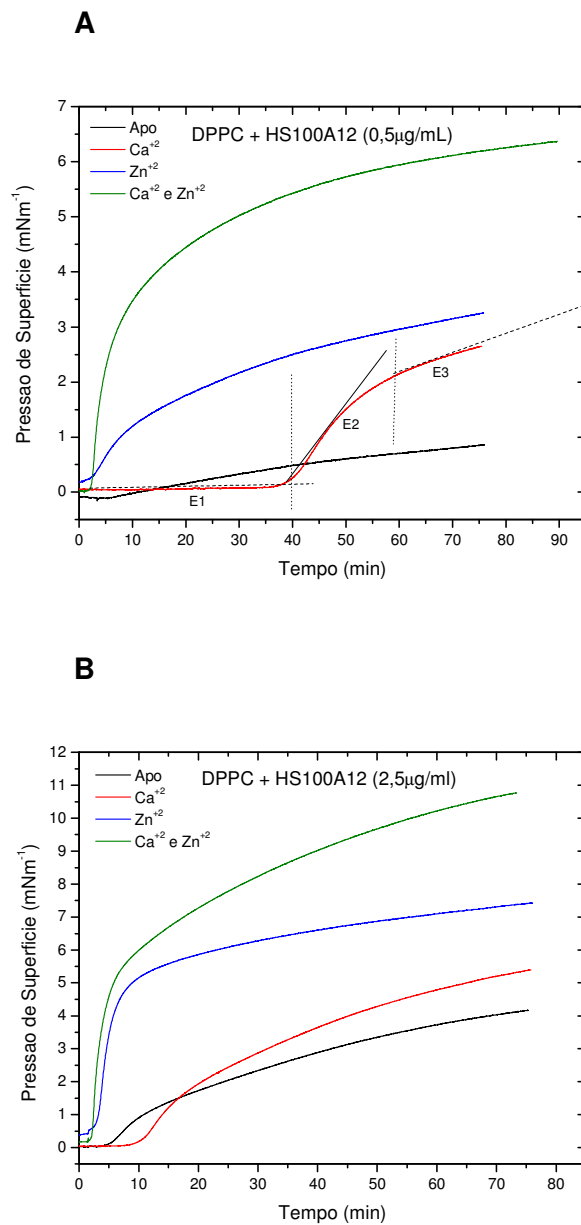 A
DPPC + HS100A12 (0,5µg/mL)
Apo
Ca+2
Zn+2
Ca+2 e Zn+2
E1
E2
E3
Pressao de Superficie (mNm-1)
7
6
5
4
3
2
1
0
0 10 20 30 40 50 60 70 80 90
Tempo (min)
B
DPPC + HS100A12 (2,5µg/ml)
Apo
Ca+2
Zn+2
Ca+2 e Zn+2
Pressao de Superficie (mNm-1)
12
11
10
9
8
7
6
5
4
3
2
1
0
0 10 20 30 40 50 60 70 80
Tempo (min)